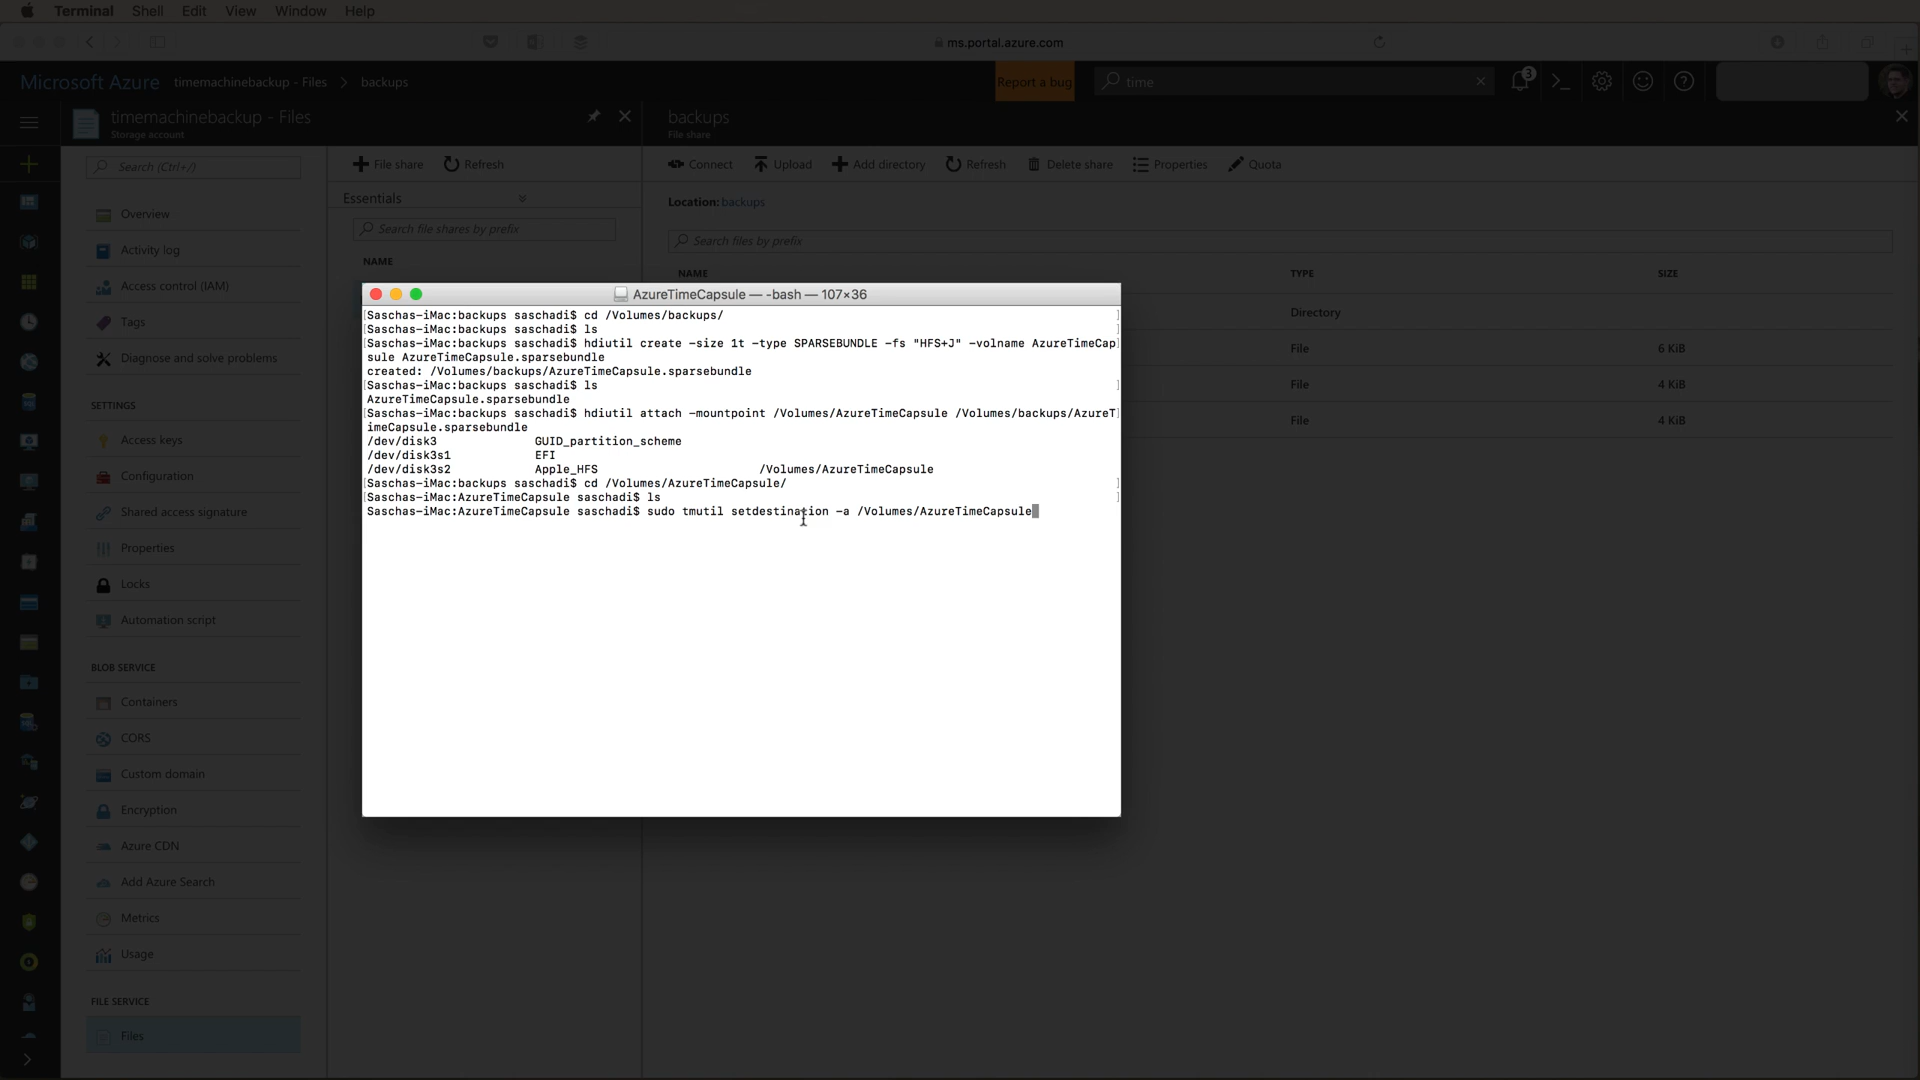 Terminal Shell Edit View Window Help
ms.portal.azure.com
Microsoft Azure timemachinebackup - Files > backups
Report a bug
time
3
timemachinebackup - Files
Storage account
backups
File share
Search (Ctrl+/)
Overview
Activity log
Access control (IAM)
Tags
Diagnose and solve problems
SETTINGS
Access keys
Configuration
Shared access signature
Properties
Locks
Automation script
BLOB SERVICE
Containers
CORS
Custom domain
Encryption
Azure CDN
Add Azure Search
Metrics
Usage
FILE SERVICE
Files
File share Refresh
Essentials
Search file shares by prefix
NAME
Connect Upload Add directory Refresh Delete share Properties Quota
Location: backups
Search files by prefix
NAME TYPE SIZE
Directory
File 6 KiB
File 4 KiB
File 4 KiB
AzureTimeCapsule — -bash — 107×36
[Saschas-iMac:backups saschadi$ cd /Volumes/backups/ ]
[Saschas-iMac:backups saschadi$ ls ]
[Saschas-iMac:backups saschadi$ hdiutil create -size 1t -type SPARSEBUNDLE -fs "HFS+J" -volname AzureTimeCap]
sule AzureTimeCapsule.sparsebundle
created: /Volumes/backups/AzureTimeCapsule.sparsebundle
[Saschas-iMac:backups saschadi$ ls ]
AzureTimeCapsule.sparsebundle
[Saschas-iMac:backups saschadi$ hdiutil attach -mountpoint /Volumes/AzureTimeCapsule /Volumes/backups/AzureT]
imeCapsule.sparsebundle
/dev/disk3 GUID_partition_scheme
/dev/disk3s1 EFI
/dev/disk3s2 Apple_HFS /Volumes/AzureTimeCapsule
[Saschas-iMac:backups saschadi$ cd /Volumes/AzureTimeCapsule/ ]
[Saschas-iMac:AzureTimeCapsule saschadi$ ls ]
Saschas-iMac:AzureTimeCapsule saschadi$ sudo tmutil setdestination -a /Volumes/AzureTimeCapsule